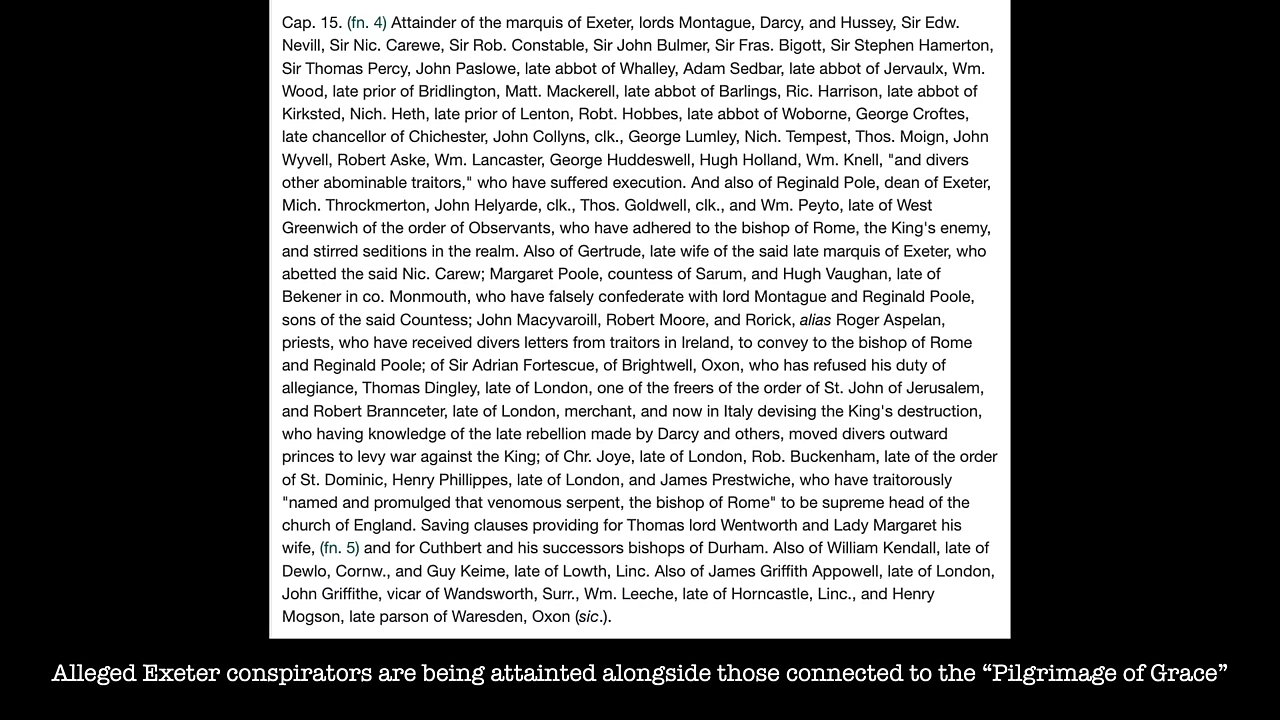 Cap. 15. (fn. 4) Attainder of the marquis of Exeter, lords Montague, Darcy, and Hussey, Sir Edw.
Nevill, Sir Nic. Carewe, Sir Rob. Constable, Sir John Bulmer, Sir Fras. Bigott, Sir Stephen Hamerton,
Sir Thomas Percy, John Paslowe, late abbot of Whalley, Adam Sedbar, late abbot of Jervaulx, Wm.
Wood, late prior of Bridlington, Matt. Mackerell, late abbot of Barlings, Ric. Harrison, late abbot of
Kirksted, Nich. Heth, late prior of Lenton, Robt. Hobbes, late abbot of Woborne, George Croftes,
late chancellor of Chichester, John Collyns, clk., George Lumley, Nich. Tempest, Thos. Moign, John
Wyvell, Robert Aske, Wm. Lancaster, George Huddeswell, Hugh Holland, Wm. Knell, "and divers
other abominable traitors," who have suffered execution. And also of Reginald Pole, dean of Exeter,
Mich. Throckmerton, John Helyarde, clk., Thos. Goldwell, clk., and Wm. Peyto, late of West
Greenwich of the order of Observants, who have adhered to the bishop of Rome, the King's enemy,
and stirred seditions in the realm. Also of Gertrude, late wife of the said late marquis of Exeter, who
abetted the said Nic. Carew; Margaret Poole, countess of Sarum, and Hugh Vaughan, late of
Bekener in co. Monmouth, who have falsely confederate with lord Montague and Reginald Poole,
sons of the said Countess; John Macyvaroill, Robert Moore, and Rorick, alias Roger Aspelan,
priests, who have received divers letters from traitors in Ireland, to convey to the bishop of Rome
and Reginald Poole; of Sir Adrian Fortescue, of Brightwell, Oxon, who has refused his duty of
allegiance, Thomas Dingley, late of London, one of the freers of the order of St. John of Jerusalem,
and Robert Brannceter, late of London, merchant, and now in Italy devising the King's destruction,
who having knowledge of the late rebellion made by Darcy and others, moved divers outward
princes to levy war against the King; of Chr. Joye, late of London, Rob. Buckenham, late of the order
of St. Dominic, Henry Phillippes, late of London, and James Prestwiche, who have traitorously
"named and promulged that venomous serpent, the bishop of Rome" to be supreme head of the
church of England. Saving clauses providing for Thomas lord Wentworth and Lady Margaret his
wife, (fn. 5) and for Cuthbert and his successors bishops of Durham. Also of William Kendall, late of
Dewlo, Cornw., and Guy Keime, late of Lowth, Linc. Also of James Griffith Appowell, late of London,
John Griffithe, vicar of Wandsworth, Surr., Wm. Leeche, late of Horncastle, Linc., and Henry
Mogson, late parson of Waresden, Oxon (sic.).
Alleged Exeter conspirators are being attainted alongside those connected to the “Pilgrimage of Grace”